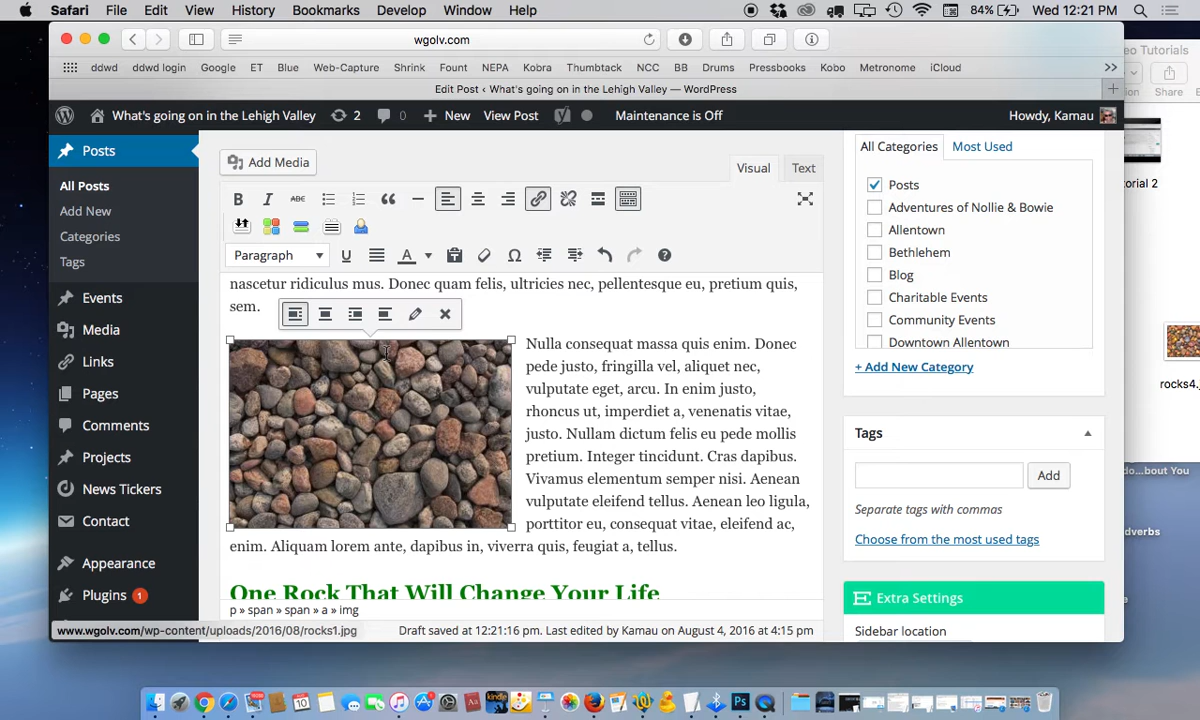 Safari File Edit View History Bookmarks Develop Window Help 84% Wed 12:21 PM
wgolv.com
ddwd ddwd login Google ET Blue Web-Capture Shrink Fount NEPA Kobra Thumbtack NCC BB Drums Pressbooks Kobo Metronome iCloud >>
Edit Post ‹ What's going on in the Lehigh Valley — WordPress
eo Tutorials
Share
What's going on in the Lehigh Valley 2 0 + New View Post Maintenance is Off Howdy, Kamau
Posts
All Posts
Add New
Categories
Tags
Events
Media
Links
Pages
Comments
Projects
News Tickers
Contact
Appearance
Plugins 1
Add Media
Visual Text
B I ABC
Paragraph U A Ω ?
nascetur ridiculus mus. Donec quam felis, ultricies nec, pellentesque eu, pretium quis,
sem.
Nulla consequat massa quis enim. Donec
pede justo, fringilla vel, aliquet nec,
vulputate eget, arcu. In enim justo,
rhoncus ut, imperdiet a, venenatis vitae,
justo. Nullam dictum felis eu pede mollis
pretium. Integer tincidunt. Cras dapibus.
Vivamus elementum semper nisi. Aenean
vulputate eleifend tellus. Aenean leo ligula,
porttitor eu, consequat vitae, eleifend ac,
enim. Aliquam lorem ante, dapibus in, viverra quis, feugiat a, tellus.
One Rock That Will Change Your Life
p » span » span » a » img
www.wgolv.com/wp-content/uploads/2016/08/rocks1.jpg
Draft saved at 12:21:16 pm. Last edited by Kamau on August 4, 2016 at 4:15 pm
All Categories Most Used
Posts
Adventures of Nollie & Bowie
Allentown
Bethlehem
Blog
Charitable Events
Community Events
Downtown Allentown
+ Add New Category
Tags
Add
Separate tags with commas
Choose from the most used tags
Extra Settings
Sidebar location
torial 2
rocks4.
do...bout You
dverbs